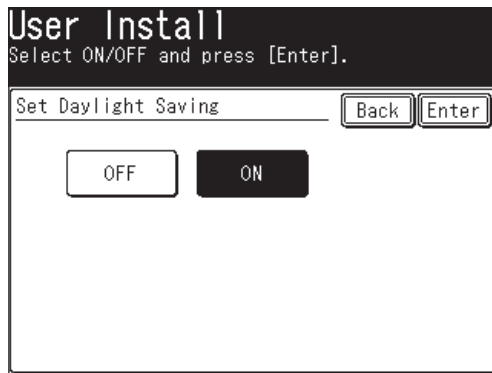 User Install
Select ON/OFF and press [Enter].
Set Daylight Saving Back Enter
OFF ON